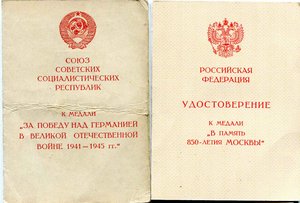 СОЮЗ
СОВЕТСКИХ
СОЦИАЛИСТИЧЕСКИХ
РЕСПУБЛИК
К МЕДАЛИ
„ЗА ПОБЕДУ НАД ГЕРМАНИЕЙ
В ВЕЛИКОЙ ОТЕЧЕСТВЕННОЙ
ВОЙНЕ 1941—1945 гг."
РОССИЙСКАЯ
ФЕДЕРАЦИЯ
УДОСТОВЕРЕНИЕ
К МЕДАЛИ
„В ПАМЯТЬ
850-ЛЕТИЯ МОСКВЫ"